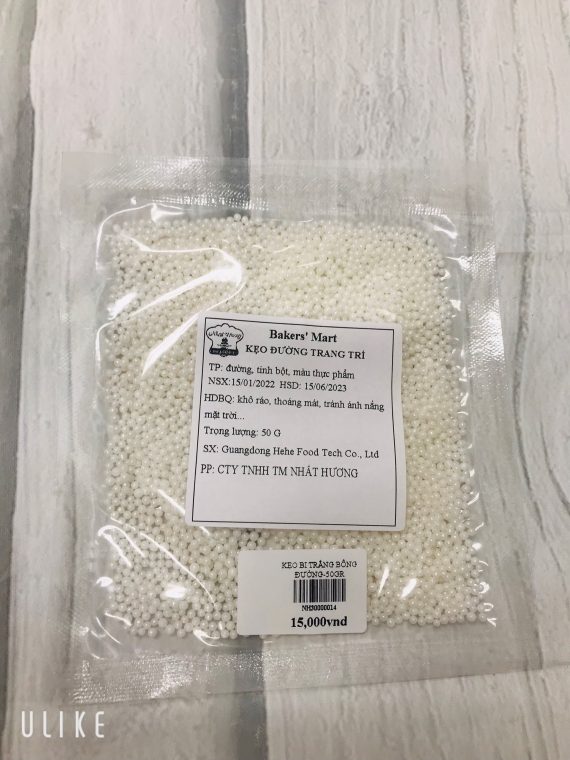 Bakers' Mart
KẸO ĐƯỜNG TRANG TRÍ
TP: đường, tinh bột, màu thực phẩm
NSX:15/01/2022 HSD: 15/06/2023
HDBQ: khô ráo, thoáng mát, tránh ánh nắng
mặt trời...
Trọng lượng: 50 G
SX: Guangdong Hehe Food Tech Co., Ltd
PP: CTY TNHH TM NHẤT HƯƠNG
KẸO BI TRẮNG BÓNG
ĐƯỜNG-50GR
NH30000014
15,000vnd
ULIKE